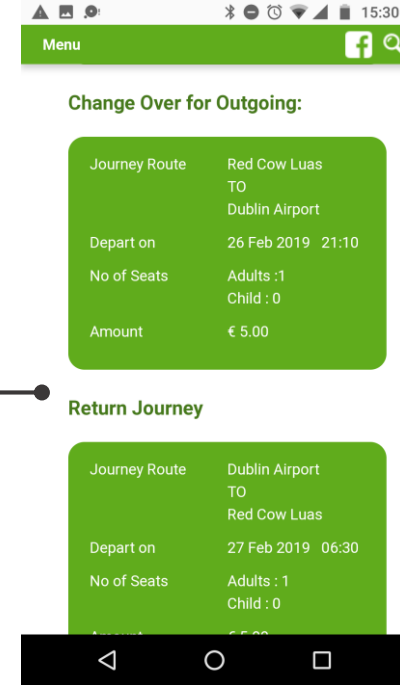 15:30
Menu
Change Over for Outgoing:
Journey Route Red Cow Luas
TO
Dublin Airport
Depart on 26 Feb 2019 21:10
No of Seats Adults :1
Child : 0
Amount € 5.00
Return Journey
Journey Route Dublin Airport
TO
Red Cow Luas
Depart on 27 Feb 2019 06:30
No of Seats Adults : 1
Child : 0